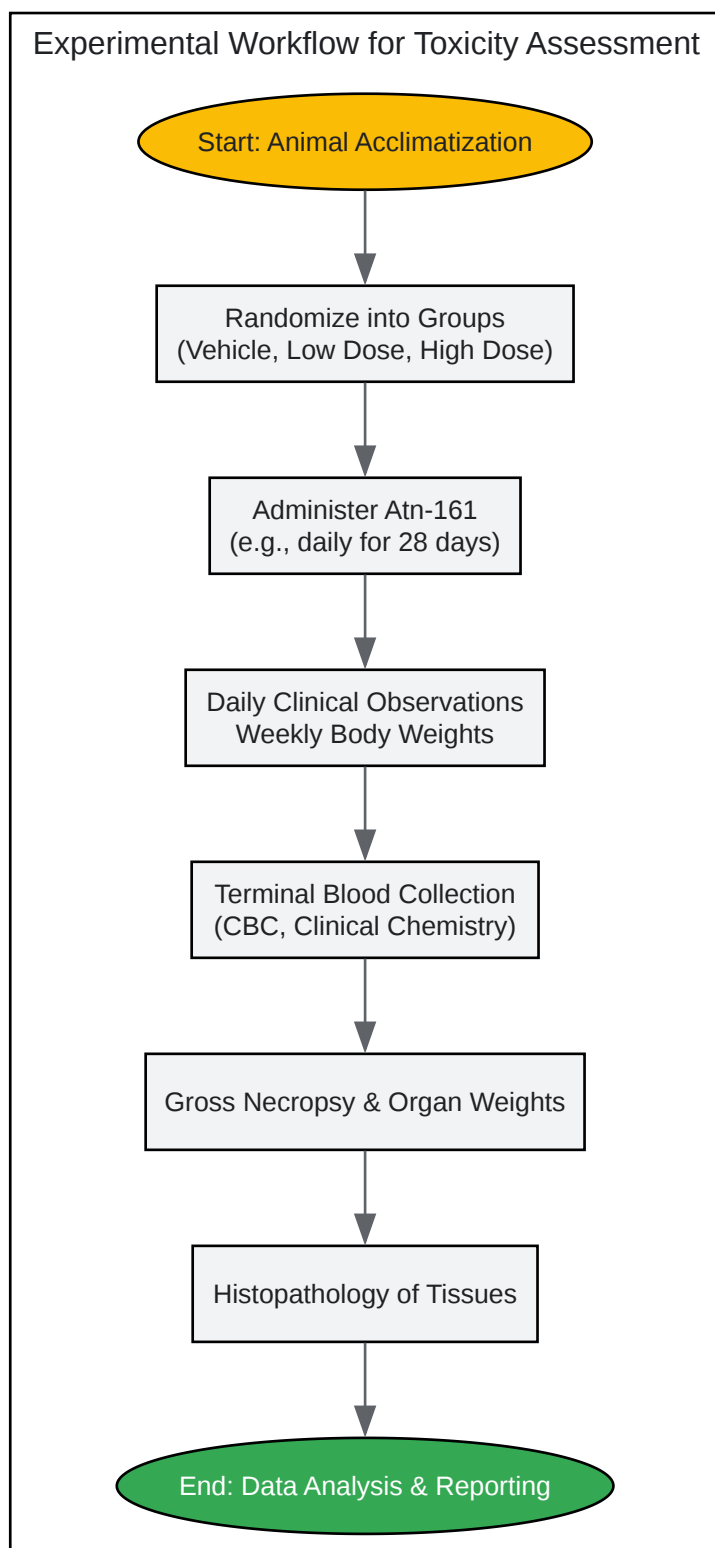 Experimental Workflow for Toxicity Assessment
Start: Animal Acclimatization
Randomize into Groups
(Vehicle, Low Dose, High Dose)
Administer Atn-161
(e.g., daily for 28 days)
Daily Clinical Observations
Weekly Body Weights
Terminal Blood Collection
(CBC, Clinical Chemistry)
Gross Necropsy & Organ Weights
Histopathology of Tissues
End: Data Analysis & Reporting